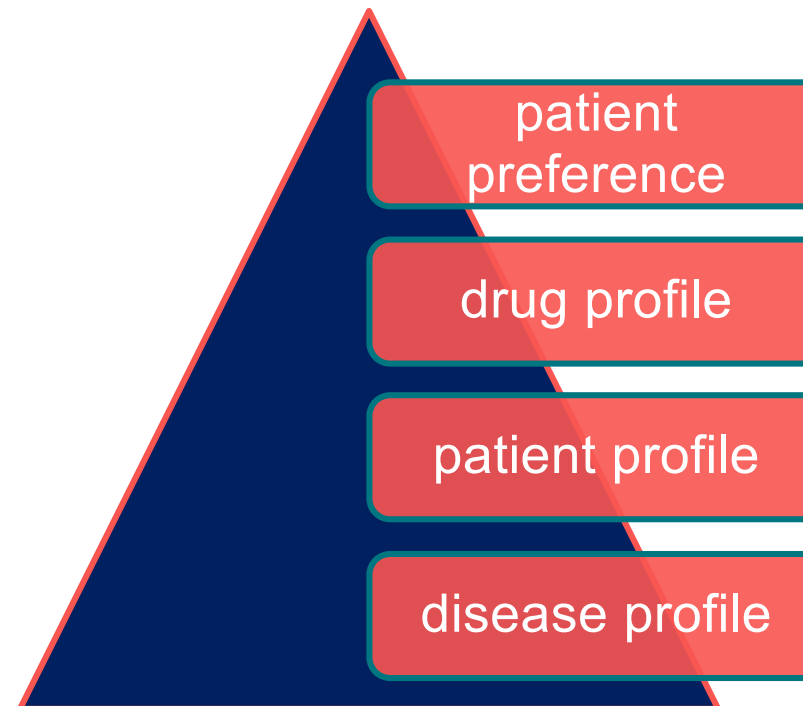 patient
preference
drug profile
patient profile
disease profile